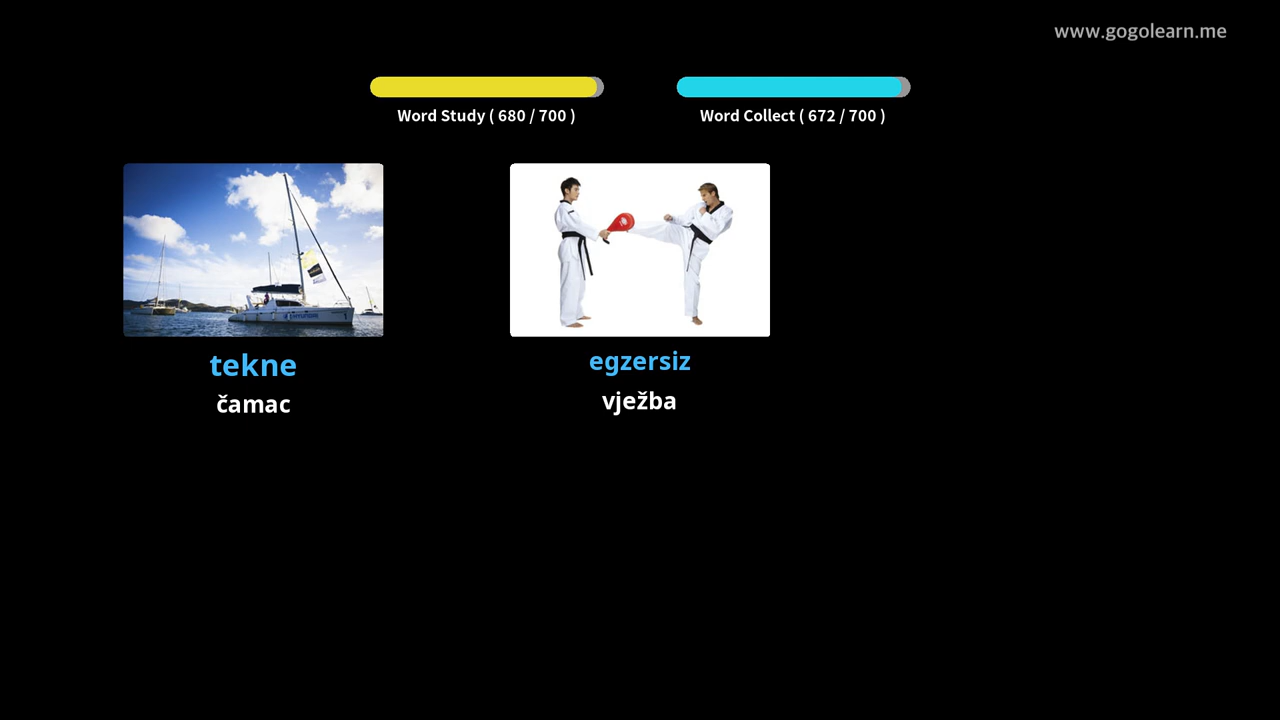 www.gogolearn.me
Word Study ( 680 / 700 )
Word Collect ( 672 / 700 )
tekne
čamac
egzersiz
vježba